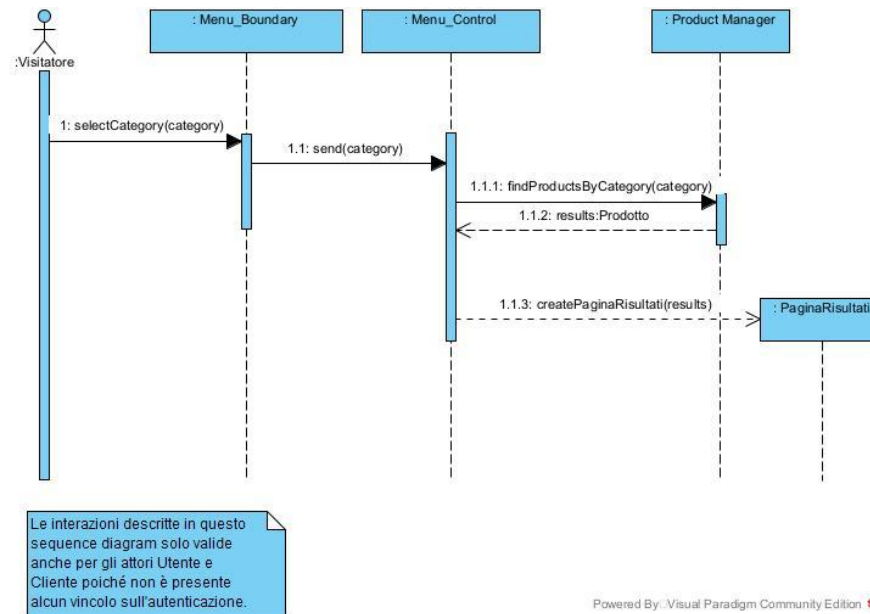 : Menu_Boundary
: Menu_Control
: Product Manager
:Visitatore
1: selectCategory(category)
1.1: send(category)
1.1.1: findProductsByCategory(category)
1.1.2: results:Prodotto
1.1.3: createPaginaRisultati(results)
: PaginaRisultati
Le interazioni descritte in questo
sequence diagram solo valide
anche per gli attori Utente e
Cliente poiché non è presente
alcun vincolo sull'autenticazione.
Powered By Visual Paradigm Community Edition